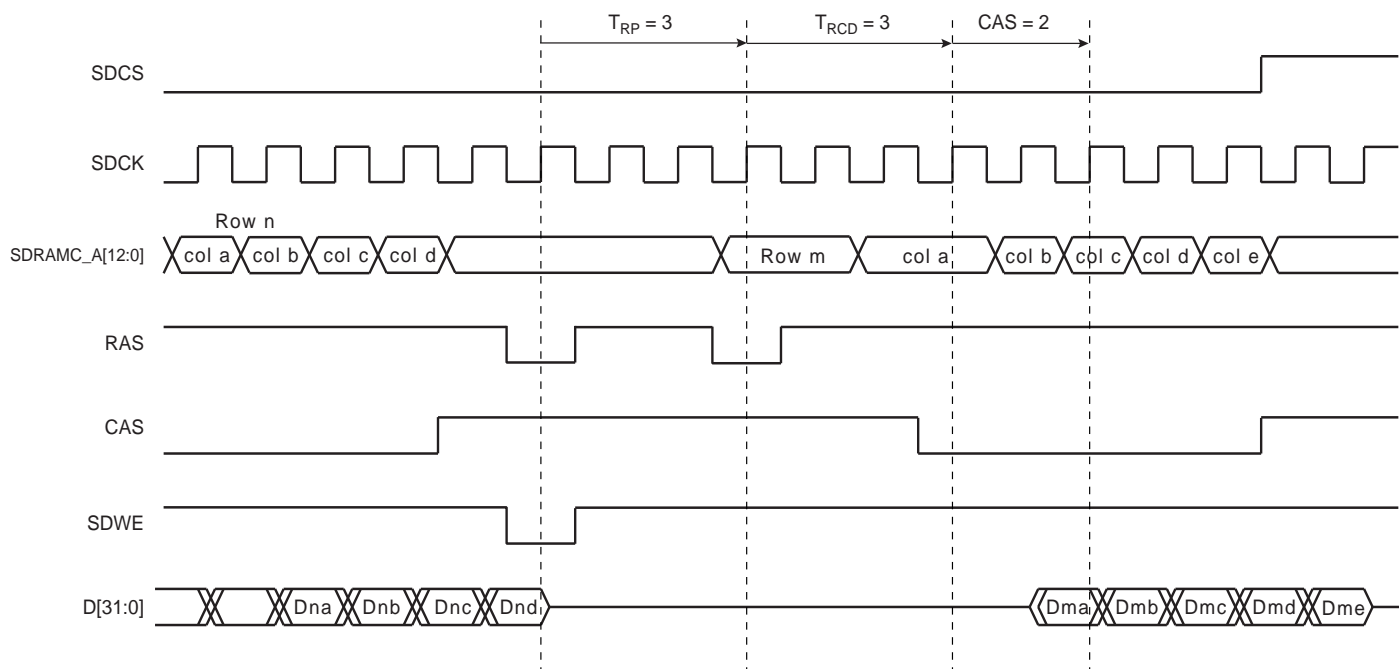 T_RP = 3 T_RCD = 3 CAS = 2
SDCS
SDCK
Row n
SDRAMC_A[12:0] col a col b col c col d Row m col a col b col c col d col e
RAS
CAS
SDWE
D[31:0] Dna Dnb Dnc Dnd Dma Dmb Dmc Dmd Dme